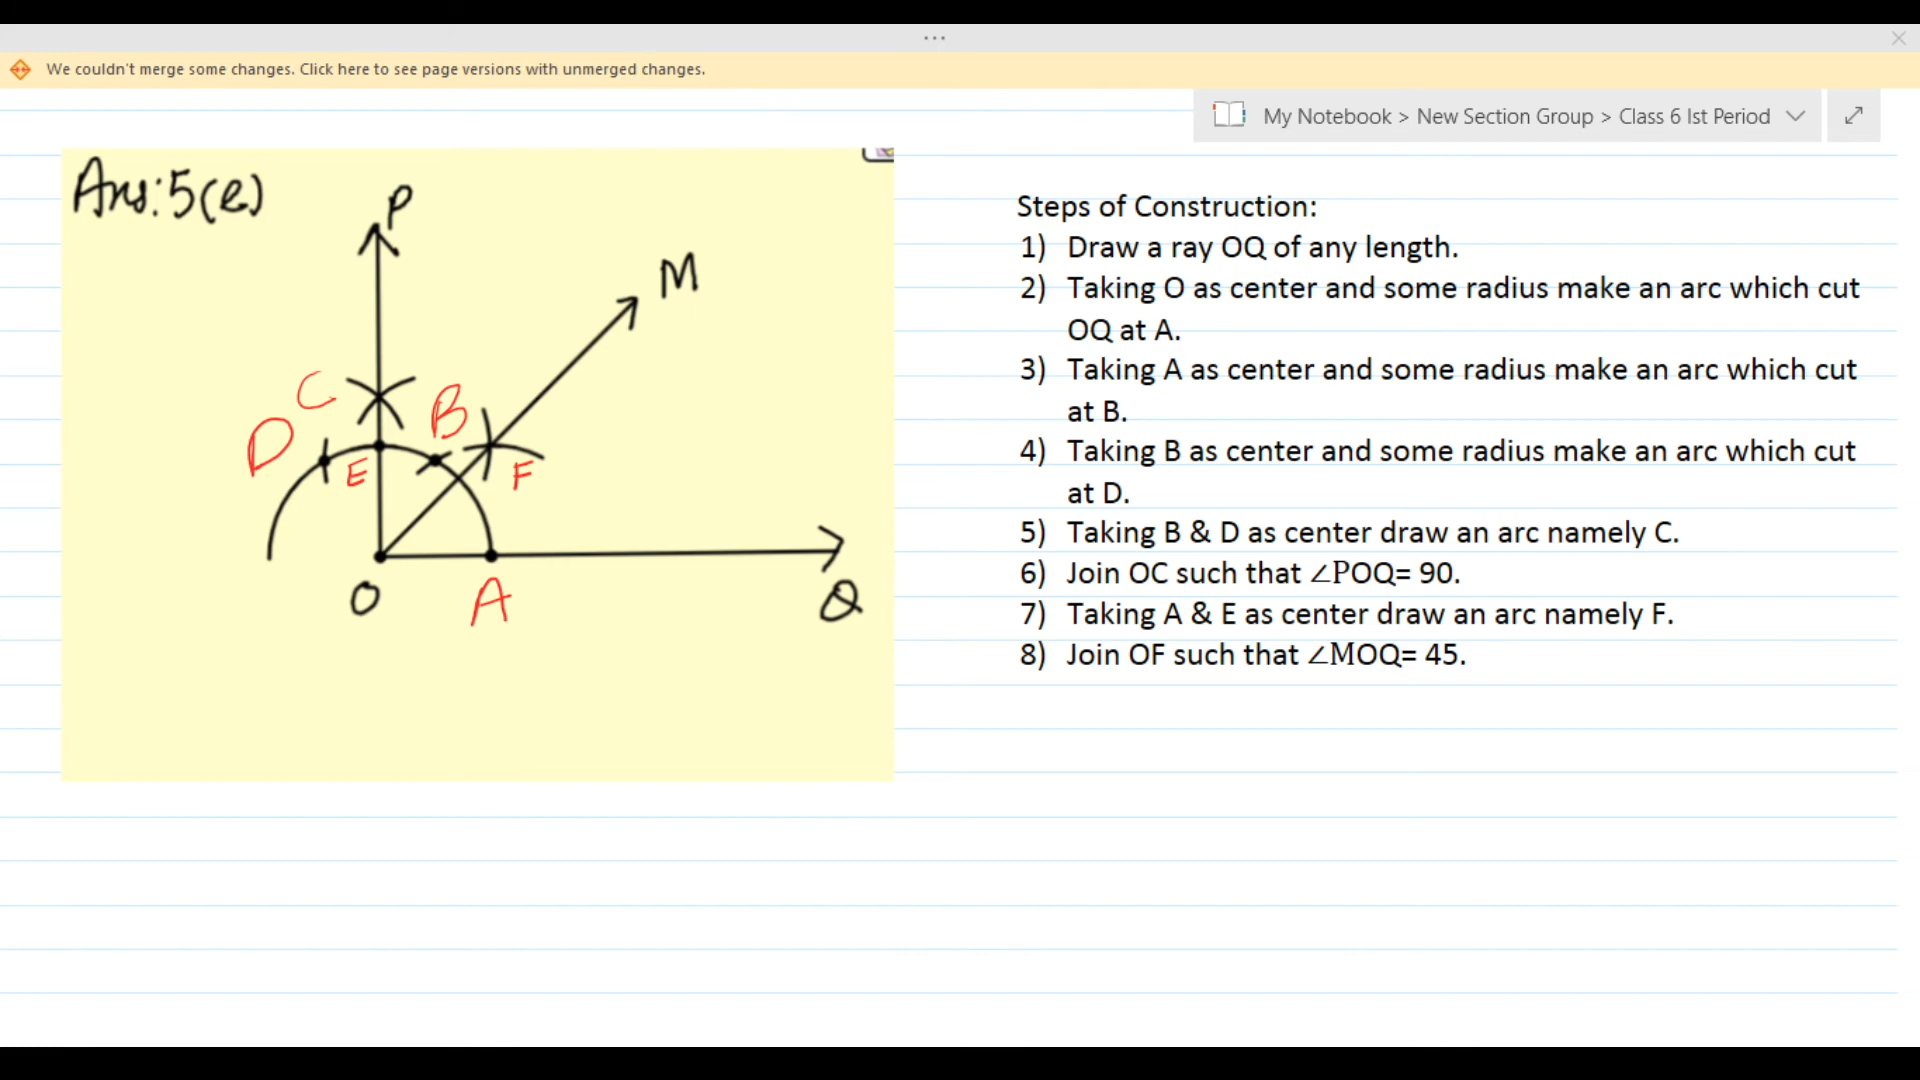 We couldn't merge some changes. Click here to see page versions with unmerged changes.
My Notebook > New Section Group > Class 6 Ist Period
Ans:5(e)
P
M
C
B
D
E
F
O
A
Q
Steps of Construction:
1) Draw a ray OQ of any length.
2) Taking O as center and some radius make an arc which cut
OQ at A.
3) Taking A as center and some radius make an arc which cut
at B.
4) Taking B as center and some radius make an arc which cut
at D.
5) Taking B & D as center draw an arc namely C.
6) Join OC such that ∠POQ= 90.
7) Taking A & E as center draw an arc namely F.
8) Join OF such that ∠MOQ= 45.